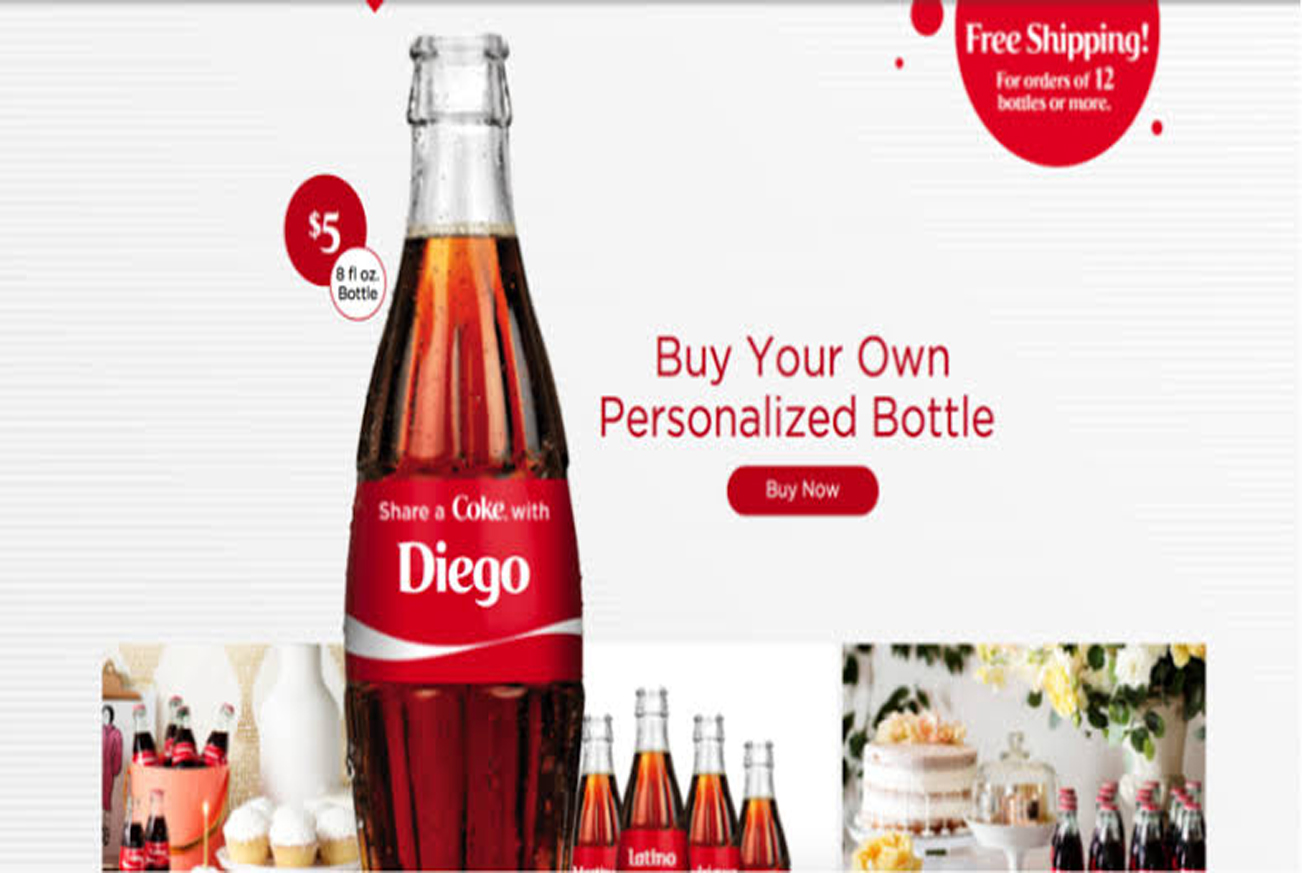 Free Shipping!
For orders of 12
bottles or more.
$5
8 fl oz.
Bottle
Buy Your Own
Personalized Bottle
Buy Now
Share a Coke with
Diego
latino